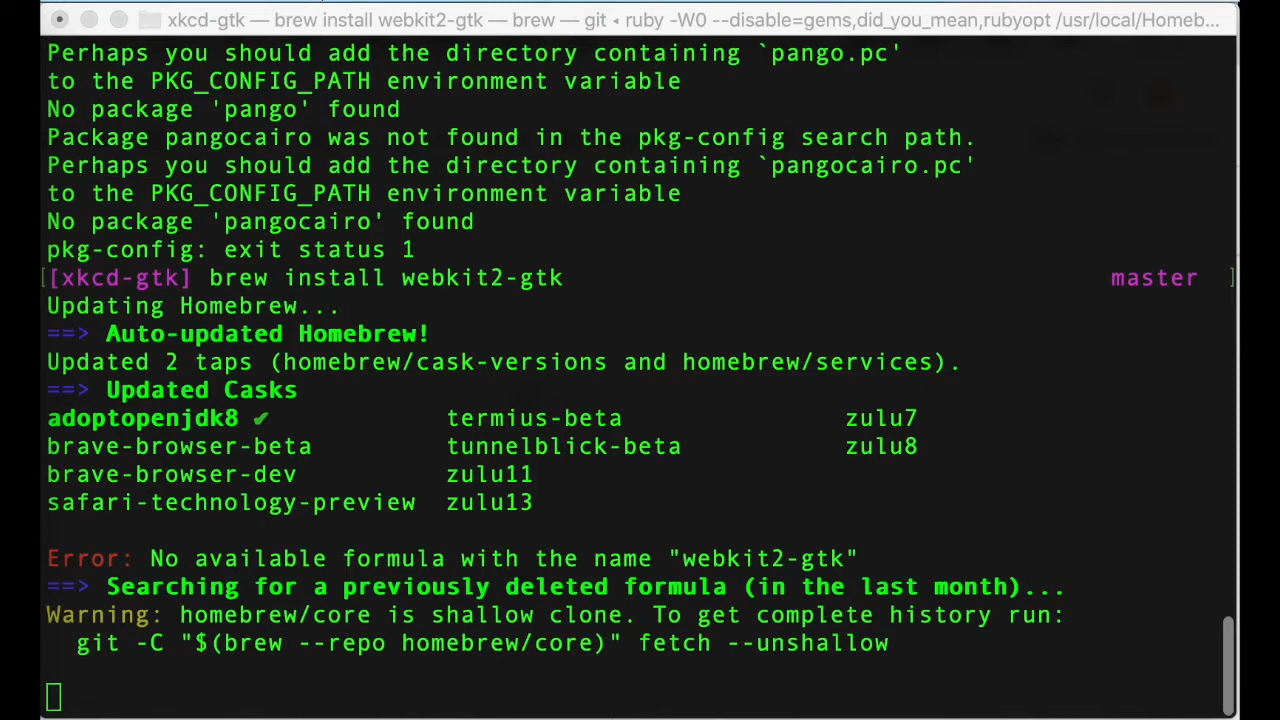 xkcd-gtk — brew install webkit2-gtk — brew — git ◂ ruby -W0 --disable=gems,did_you_mean,rubyopt /usr/local/Homeb...
Perhaps you should add the directory containing `pango.pc'
to the PKG_CONFIG_PATH environment variable
No package 'pango' found
Package pangocairo was not found in the pkg-config search path.
Perhaps you should add the directory containing `pangocairo.pc'
to the PKG_CONFIG_PATH environment variable
No package 'pangocairo' found
pkg-config: exit status 1
[[xkcd-gtk] brew install webkit2-gtk master ]
Updating Homebrew...
==> Auto-updated Homebrew!
Updated 2 taps (homebrew/cask-versions and homebrew/services).
==> Updated Casks
adoptopenjdk8 ✔ termius-beta zulu7
brave-browser-beta tunnelblick-beta zulu8
brave-browser-dev zulu11
safari-technology-preview zulu13
Error: No available formula with the name "webkit2-gtk"
==> Searching for a previously deleted formula (in the last month)...
Warning: homebrew/core is shallow clone. To get complete history run:
git -C "$(brew --repo homebrew/core)" fetch --unshallow